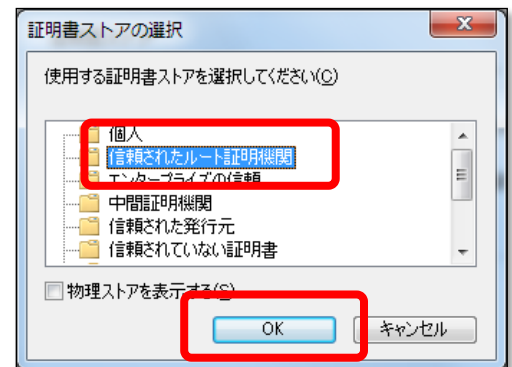 証明書ストアの選択
使用する証明書ストアを選択してください(C)
個人
信頼されたルート証明機関
エンタープライズの信頼
中間証明機関
信頼された発行元
信頼されていない証明書
物理ストアを表示する(S)
OK
キャンセル